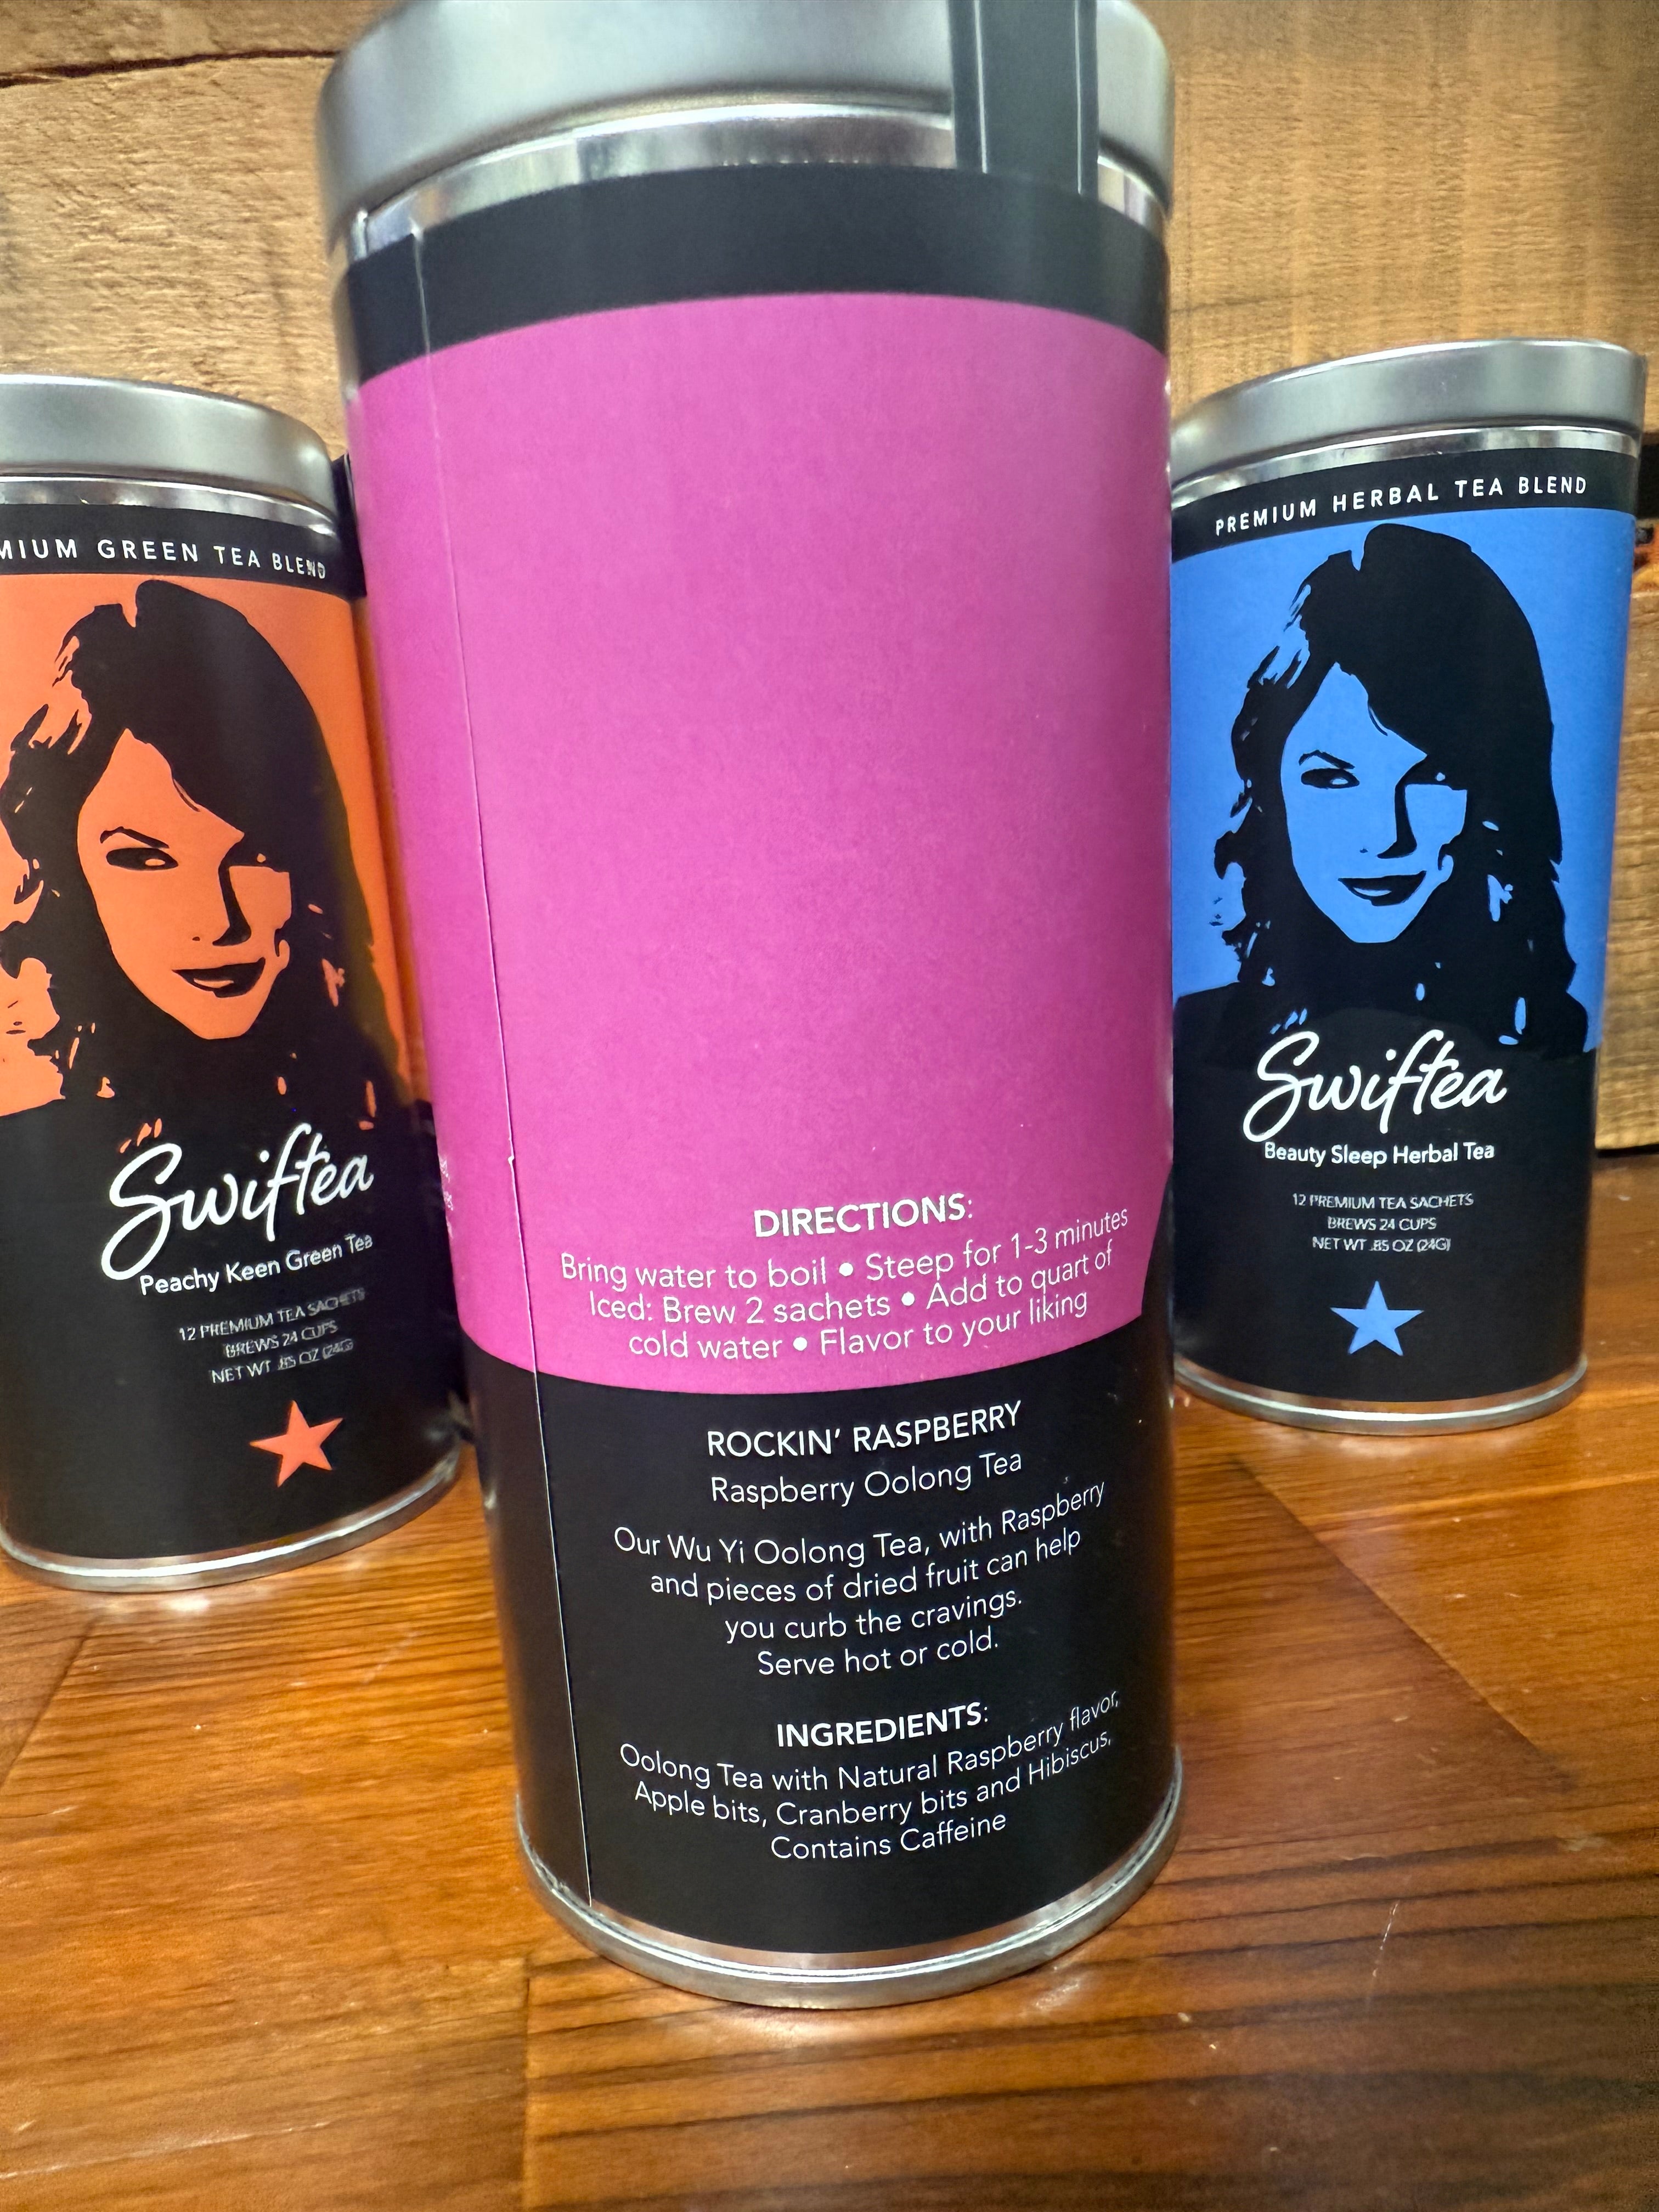 MIUM GREEN TEA BLEND
Swiftea
Peachy Keen Green Tea
12 PREMIUM TEA SACHETS
BREWS 24 CUPS
NET WT .85 OZ (24G)
DIRECTIONS:
Bring water to boil • Steep for 1-3 minutes
Iced: Brew 2 sachets • Add to quart of
cold water • Flavor to your liking
ROCKIN' RASPBERRY
Raspberry Oolong Tea
Our Wu Yi Oolong Tea, with Raspberry
and pieces of dried fruit can help
you curb the cravings.
Serve hot or cold.
INGREDIENTS:
Oolong Tea with Natural Raspberry flavor,
Apple bits, Cranberry bits and Hibiscus,
Contains Caffeine
PREMIUM HERBAL TEA BLEND
Swiftea
Beauty Sleep Herbal Tea
12 PREMIUM TEA SACHETS
BREWS 24 CUPS
NET WT .85 OZ (24G)